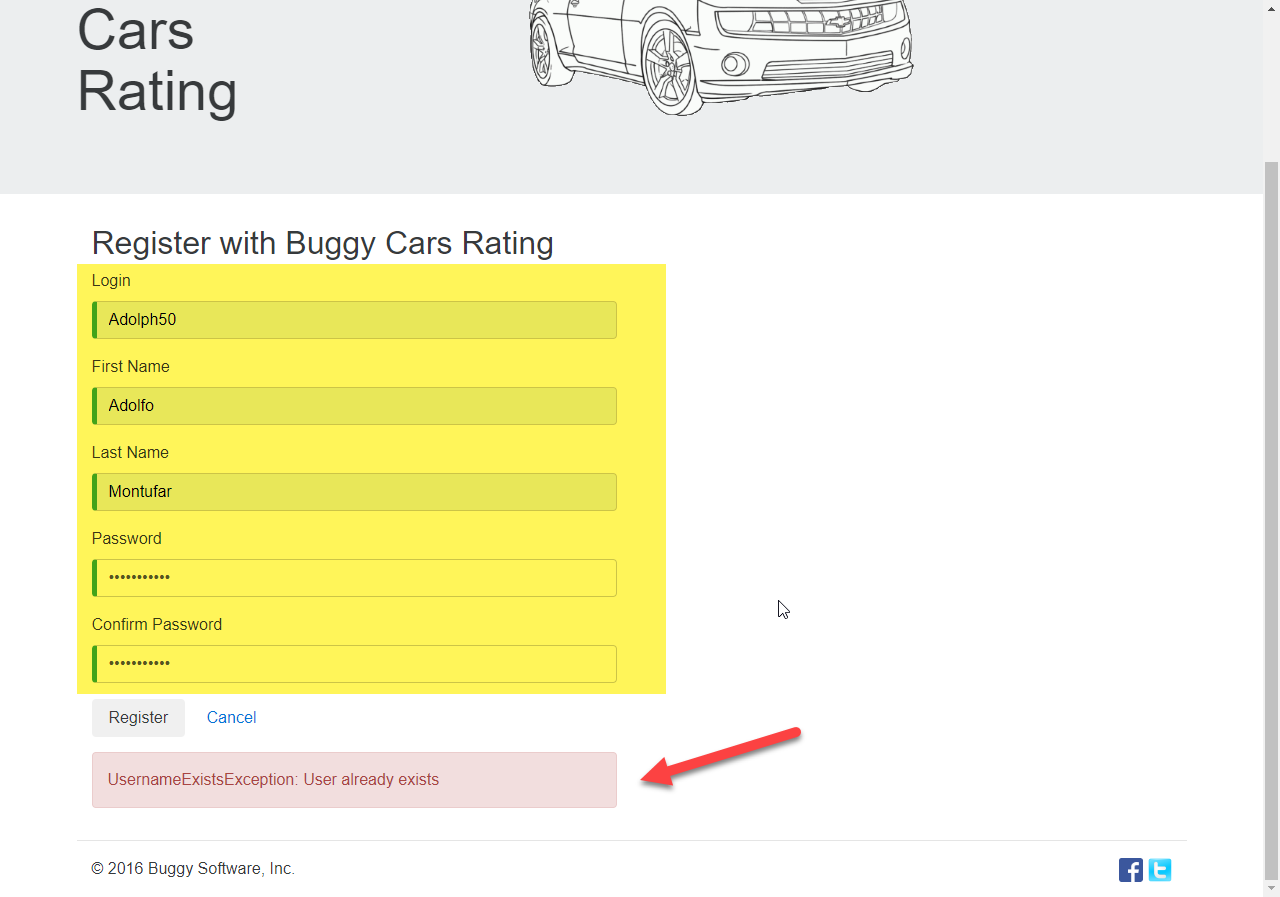 Cars
Rating
Register with Buggy Cars Rating
Login
Adolph50
First Name
Adolfo
Last Name
Montufar
Password
•••••••••••
Confirm Password
•••••••••••
Register Cancel
UsernameExistsException: User already exists
© 2016 Buggy Software, Inc.